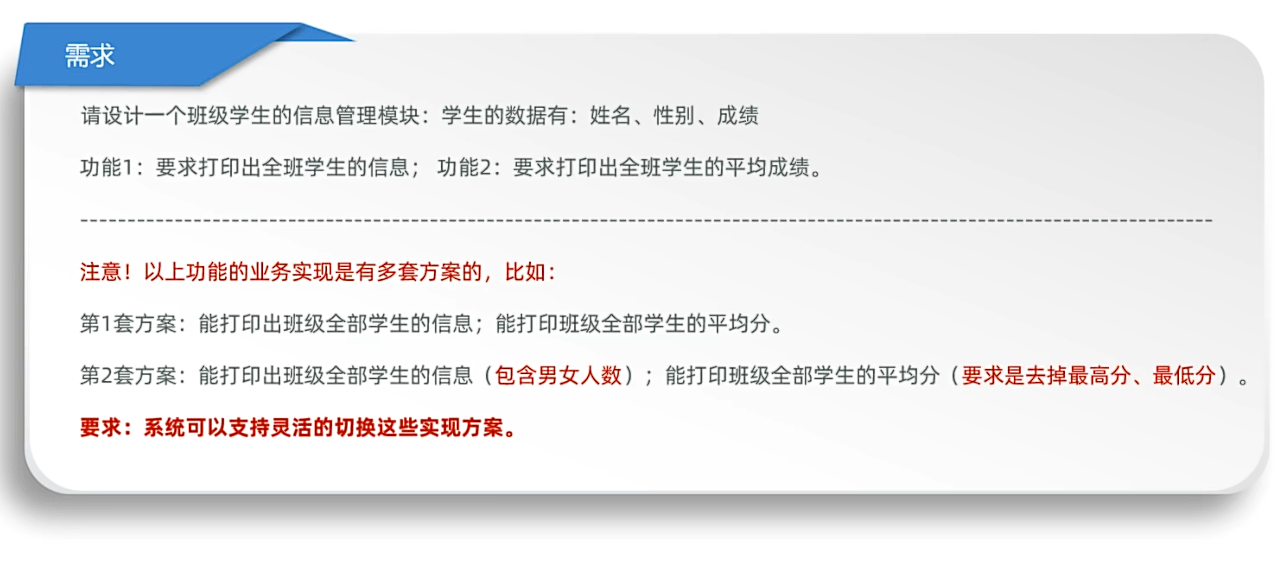 需求
请设计一个班级学生的信息管理模块：学生的数据有：姓名、性别、成绩
功能1：要求打印出全班学生的信息； 功能2：要求打印出全班学生的平均成绩。
---------------------------------------------------------------------------------------------------------------------------
注意！以上功能的业务实现是有多套方案的，比如：
第1套方案：能打印出班级全部学生的信息；能打印班级全部学生的平均分。
第2套方案：能打印出班级全部学生的信息（包含男女人数）；能打印班级全部学生的平均分（要求是去掉最高分、最低分）。
要求：系统可以支持灵活的切换这些实现方案。